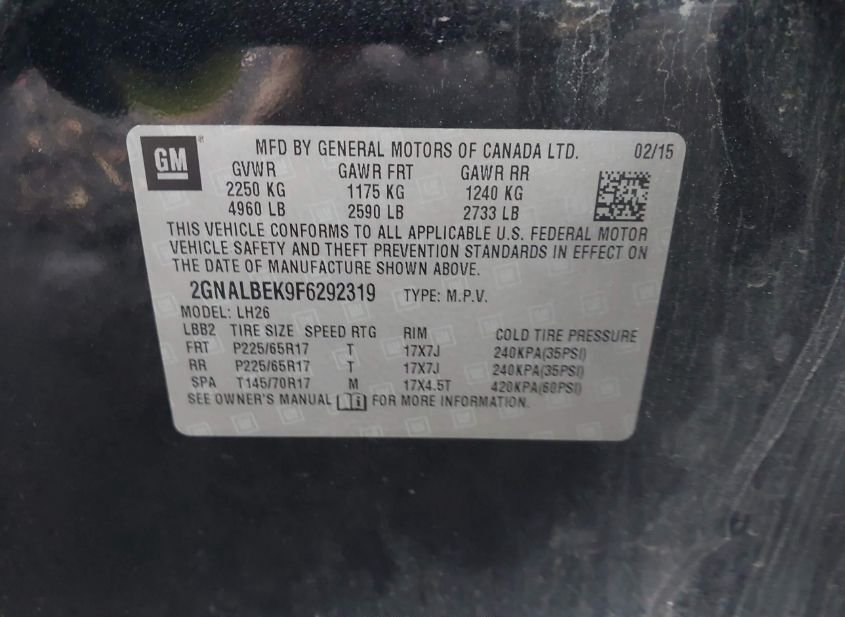 GM
MFD BY GENERAL MOTORS OF CANADA LTD. 02/15
GVWR GAWR FRT GAWR RR
2250 KG 1175 KG 1240 KG
4960 LB 2590 LB 2733 LB
THIS VEHICLE CONFORMS TO ALL APPLICABLE U.S. FEDERAL MOTOR
VEHICLE SAFETY AND THEFT PREVENTION STANDARDS IN EFFECT ON
THE DATE OF MANUFACTURE SHOWN ABOVE.
2GNALBEK9F6292319 TYPE: M.P.V.
MODEL: LH26
LBB2 TIRE SIZE SPEED RTG RIM COLD TIRE PRESSURE
FRT P225/65R17 T 17X7J 240KPA(35PSI)
RR P225/65R17 T 17X7J 240KPA(35PSI)
SPA T145/70R17 M 17X4.5T 420KPA(60PSI)
SEE OWNER'S MANUAL i FOR MORE INFORMATION.